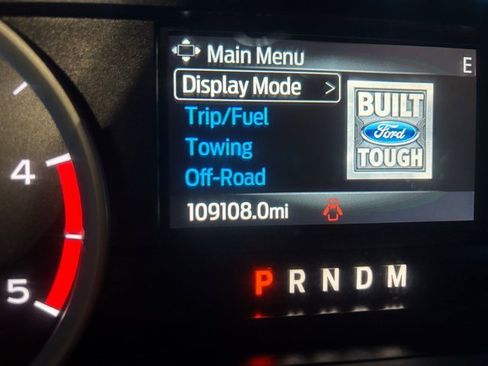 Main Menu
E
Display Mode >
Trip/Fuel
Towing
Off-Road
BUILT
Ford
TOUGH
109108.0mi
4
5
P R N D M